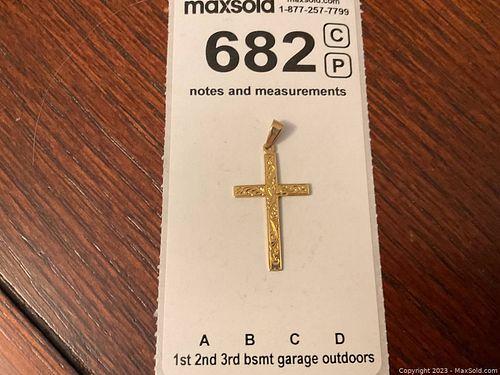 maxsold maxsold.com
1-877-257-7799
682 C
P
notes and measurements
A B C D
1st 2nd 3rd bsmt garage outdoors
Copyright 2023 - MaxSold.com